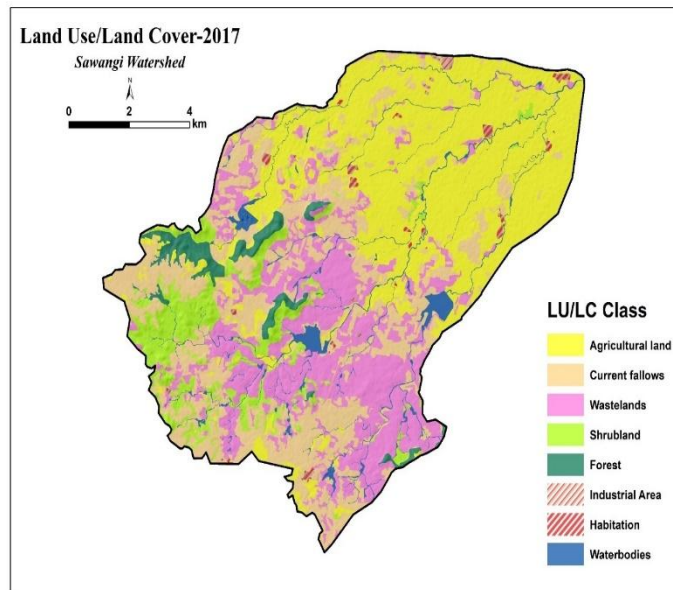 Land Use/Land Cover-2017
Sawangi Watershed
N
0 2 4
km
LU/LC Class
Agricultural land
Current fallows
Wastelands
Shrubland
Forest
Industrial Area
Habitation
Waterbodies